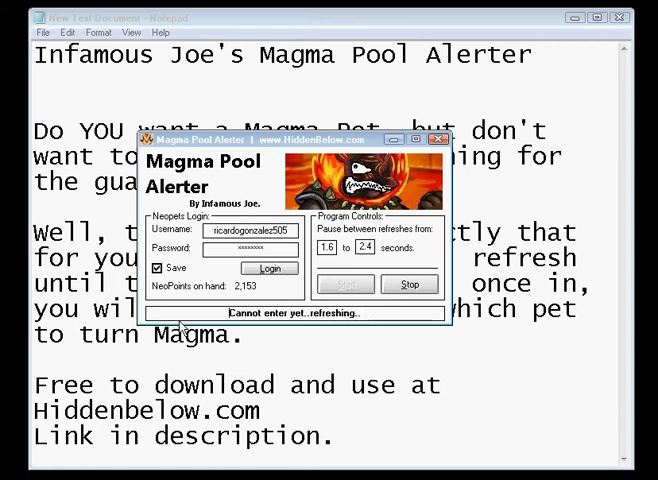 New Text Document - Notepad
File Edit Format View Help
Infamous Joe's Magma Pool Alerter
Do YOU want a Magma Pet, but don't
want to
ning for
the gua
Well, t
ctly that
for you
refresh
until t
once in,
you wil
which pet
to turn Magma.
Free to download and use at
Hiddenbelow.com
Link in description.
Magma Pool Alerter | www.HiddenBelow.com
Magma Pool
Alerter
By Infamous Joe.
Neopets Login:
Username: ricardogonzalez505
Password: ××××××××
Save Login
NeoPoints on hand: 2,153
Program Controls:
Pause between refreshes from:
1.6 to 2.4 seconds.
Start Stop
Cannot enter yet..refreshing..